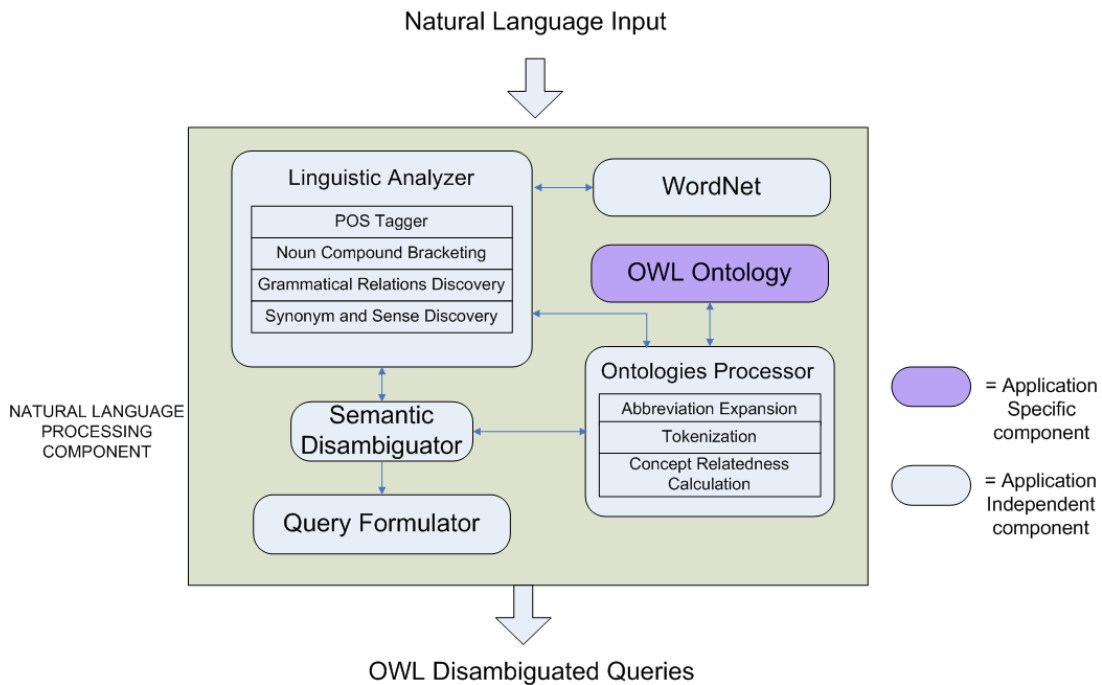 Natural Language Input
Linguistic Analyzer
POS Tagger
Noun Compound Bracketing
Grammatical Relations Discovery
Synonym and Sense Discovery
WordNet
OWL Ontology
Ontologies Processor
Abbreviation Expansion
Tokenization
Concept Relatedness
Calculation
Semantic
Disambiguator
Query Formulator
NATURAL LANGUAGE
PROCESSING
COMPONENT
= Application
Specific
component
= Application
Independent
component
OWL Disambiguated Queries